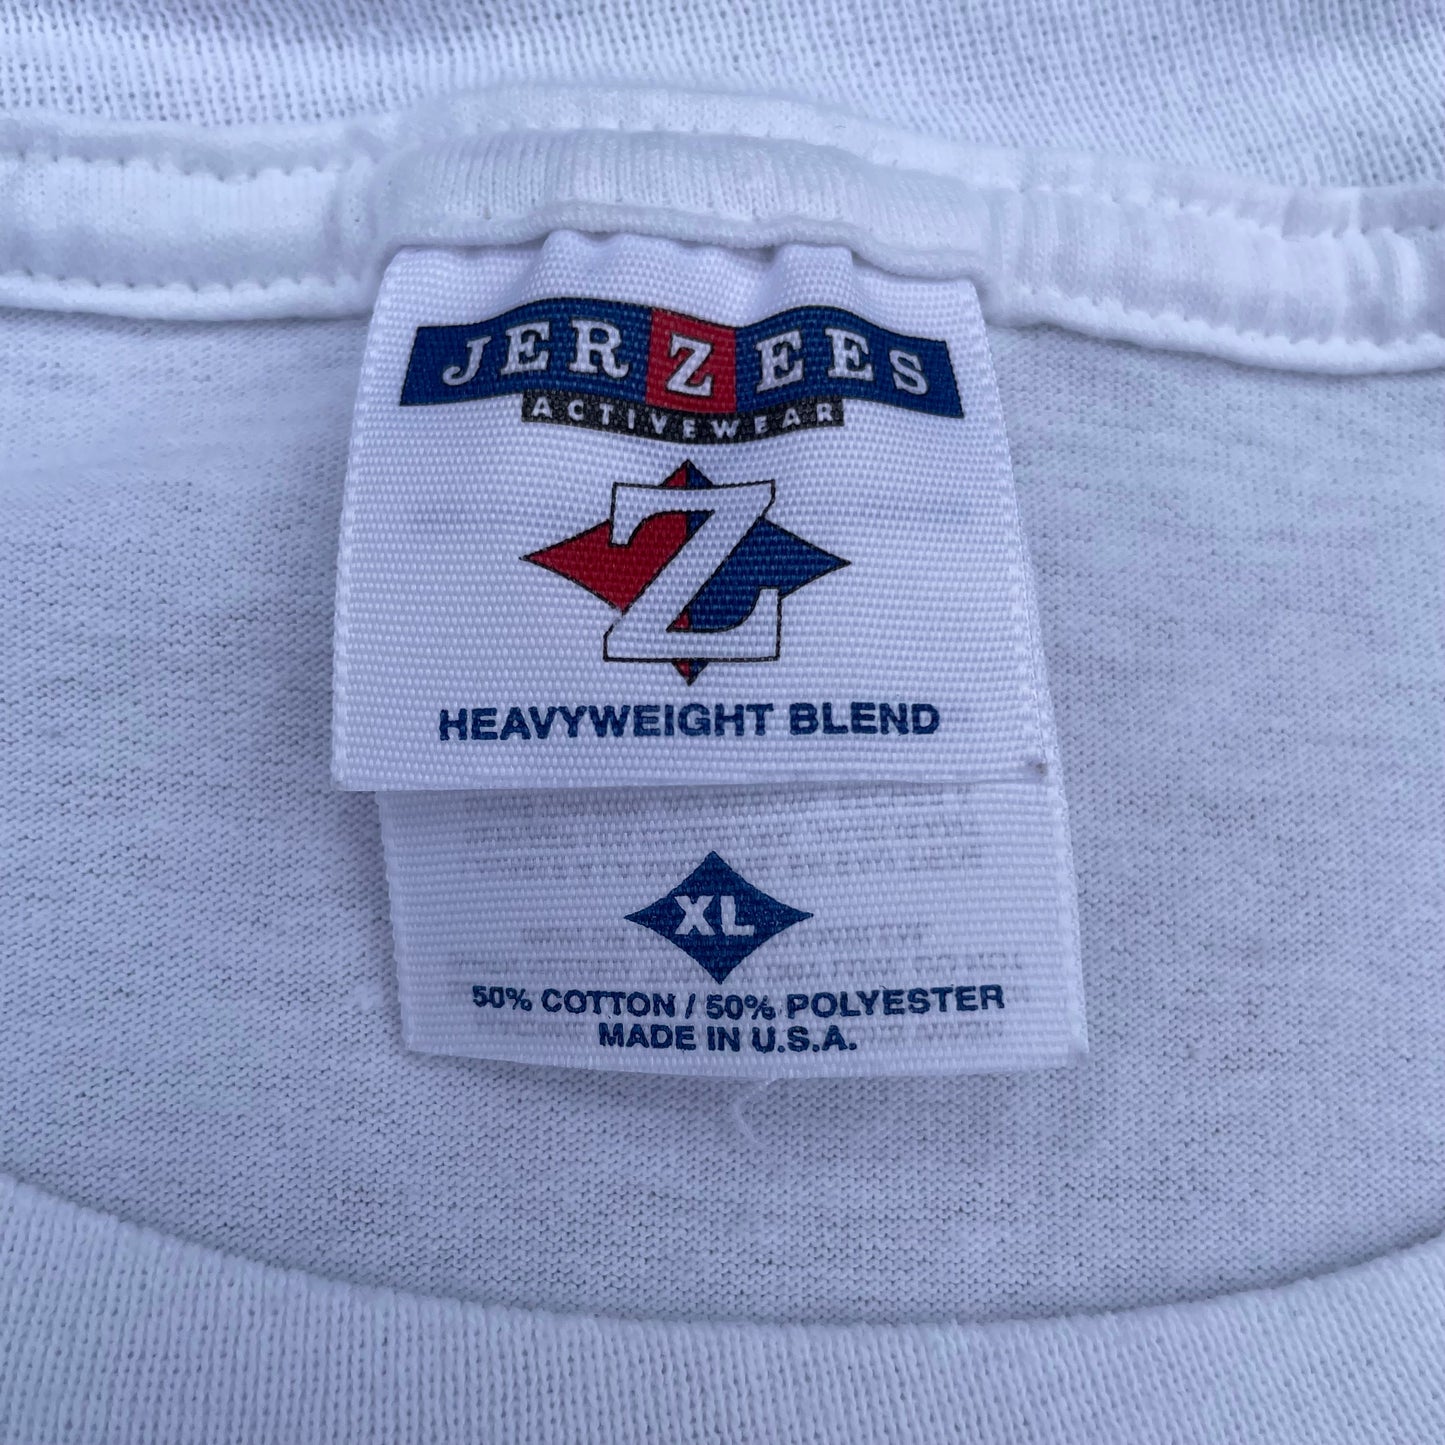 JERZEES
ACTIVEWEAR
Z
HEAVYWEIGHT BLEND
XL
50% COTTON / 50% POLYESTER
MADE IN U.S.A.